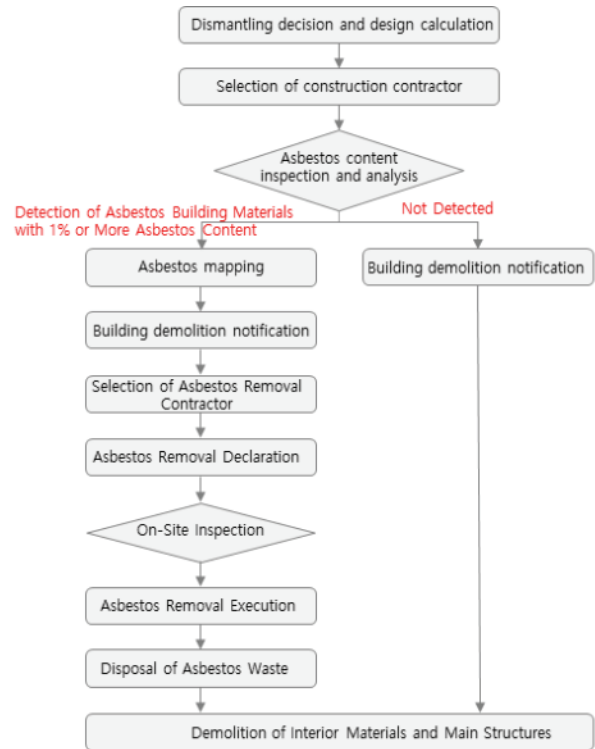 Dismantling decision and design calculation
Selection of construction contractor
Asbestos content
inspection and analysis
Detection of Asbestos Building Materials
with 1% or More Asbestos Content
Not Detected
Asbestos mapping
Building demolition notification
Building demolition notification
Selection of Asbestos Removal
Contractor
Asbestos Removal Declaration
On-Site Inspection
Asbestos Removal Execution
Disposal of Asbestos Waste
Demolition of Interior Materials and Main Structures